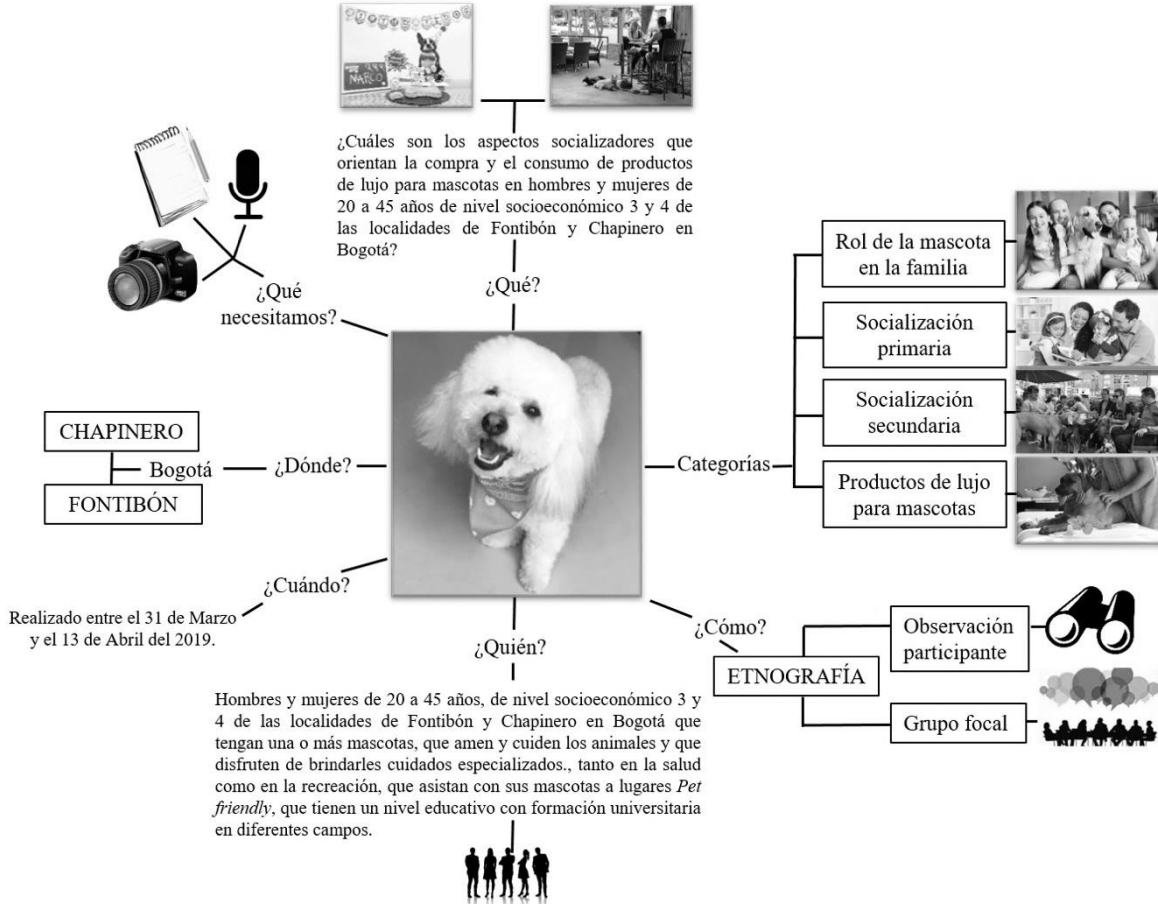 ¿Cuáles son los aspectos socializadores que
orientan la compra y el consumo de productos
de lujo para mascotas en hombres y mujeres de
20 a 45 años de nivel socioeconómico 3 y 4 de
las localidades de Fontibón y Chapinero en
Bogotá?
¿Qué?
¿Qué
necesitamos?
NARCO
CHAPINERO
Bogotá
FONTIBÓN
¿Dónde?
¿Cuándo?
Realizado entre el 31 de Marzo
y el 13 de Abril del 2019.
¿Quién?
Hombres y mujeres de 20 a 45 años, de nivel socioeconómico 3 y
4 de las localidades de Fontibón y Chapinero en Bogotá que
tengan una o más mascotas, que amen y cuiden los animales y que
disfruten de brindarles cuidados especializados., tanto en la salud
como en la recreación, que asistan con sus mascotas a lugares Pet
friendly, que tienen un nivel educativo con formación universitaria
en diferentes campos.
Categorías
Rol de la mascota
en la familia
Socialización
primaria
Socialización
secundaria
Productos de lujo
para mascotas
¿Cómo?
ETNOGRAFÍA
Observación
participante
Grupo focal